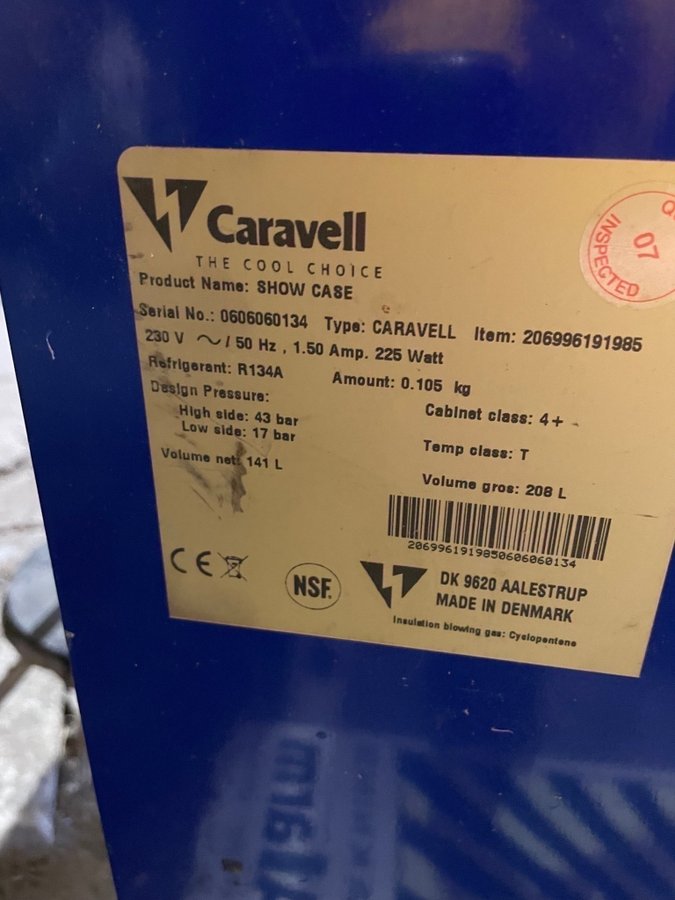 Caravell
THE COOL CHOICE
INSPECTED
07
Product Name: SHOW CASE
Serial No.: 0606060134 Type: CARAVELL Item: 206996191985
230 V ~/ 50 Hz , 1.50 Amp. 225 Watt
Refrigerant: R134A Amount: 0.105 kg
Design Pressure:
High side: 43 bar Cabinet class: 4+
Low side: 17 bar
Temp class: T
Volume net: 141 L
Volume gros: 208 L
2069961919850606060134
CE
NSF.
DK 9620 AALESTRUP
MADE IN DENMARK
Insulation blowing gas: Cyclopentene